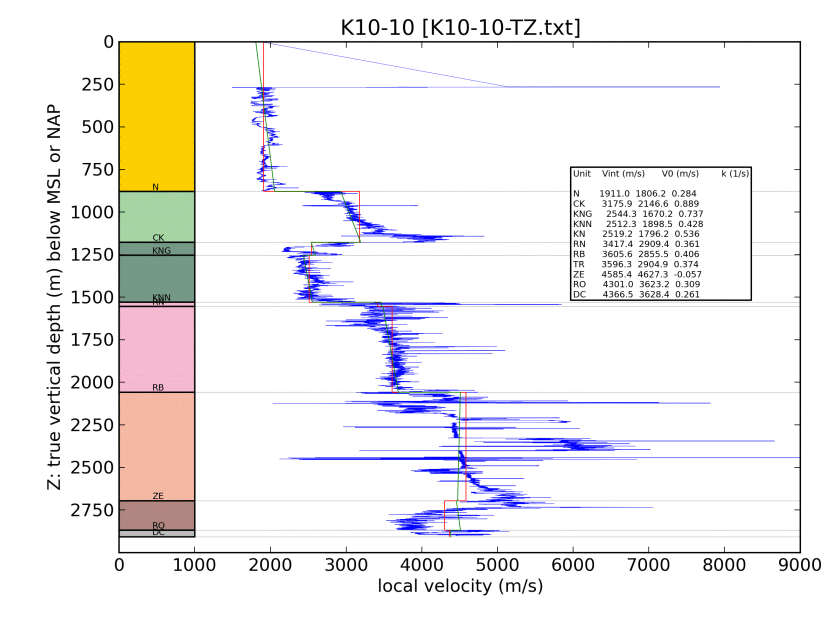 K10-10 [K10-10-TZ.txt]
Z: true vertical depth (m) below MSL or NAP
0
250
500
750
1000
1250
1500
1750
2000
2250
2500
2750
N
CK
KNG
KNN
RN
RB
ZE
RO
DC
Unit Vint (m/s) V0 (m/s) k (1/s)
N 1911.0 1806.2 0.284
CK 3175.9 2146.6 0.889
KNG 2544.3 1670.2 0.737
KNN 2512.3 1898.5 0.428
KN 2519.2 1796.2 0.536
RN 3417.4 2909.4 0.361
RB 3605.6 2855.5 0.406
TR 3596.3 2904.9 0.374
ZE 4585.4 4627.3 -0.057
RO 4301.0 3623.2 0.309
DC 4366.5 3628.4 0.261
0 1000 2000 3000 4000 5000 6000 7000 8000 9000
local velocity (m/s)